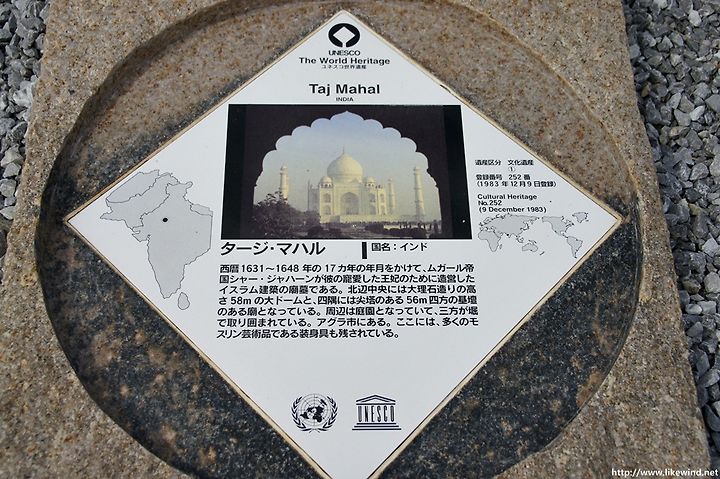 UNESCO
The World Heritage
ユネスコ世界遺産
Taj Mahal
INDIA
遺産区分 文化遺産
①
登録番号 252 番
(1983 年 12月 9 日登録)
Cultural Heritage
No.252
(9 December 1983)
タージ・マハル
国名：インド
西暦1631～1648 年の 17カ年の年月をかけて、ムガール帝
国シャー・ジャハーンが彼の寵愛した王妃のために造営した
イスラム建築の廟墓である。北辺中央には大理石造りの高
さ 58m の大ドームと、四隅には尖塔のある 56m 四方の基壇
のある廟となっている。周辺は庭園となっていて、三方が堀
で取り囲まれている。アグラ市にある。ここには、多くのモ
スリン芸術品である装身具も残されている。
UNESCO
http://www.likewind.net